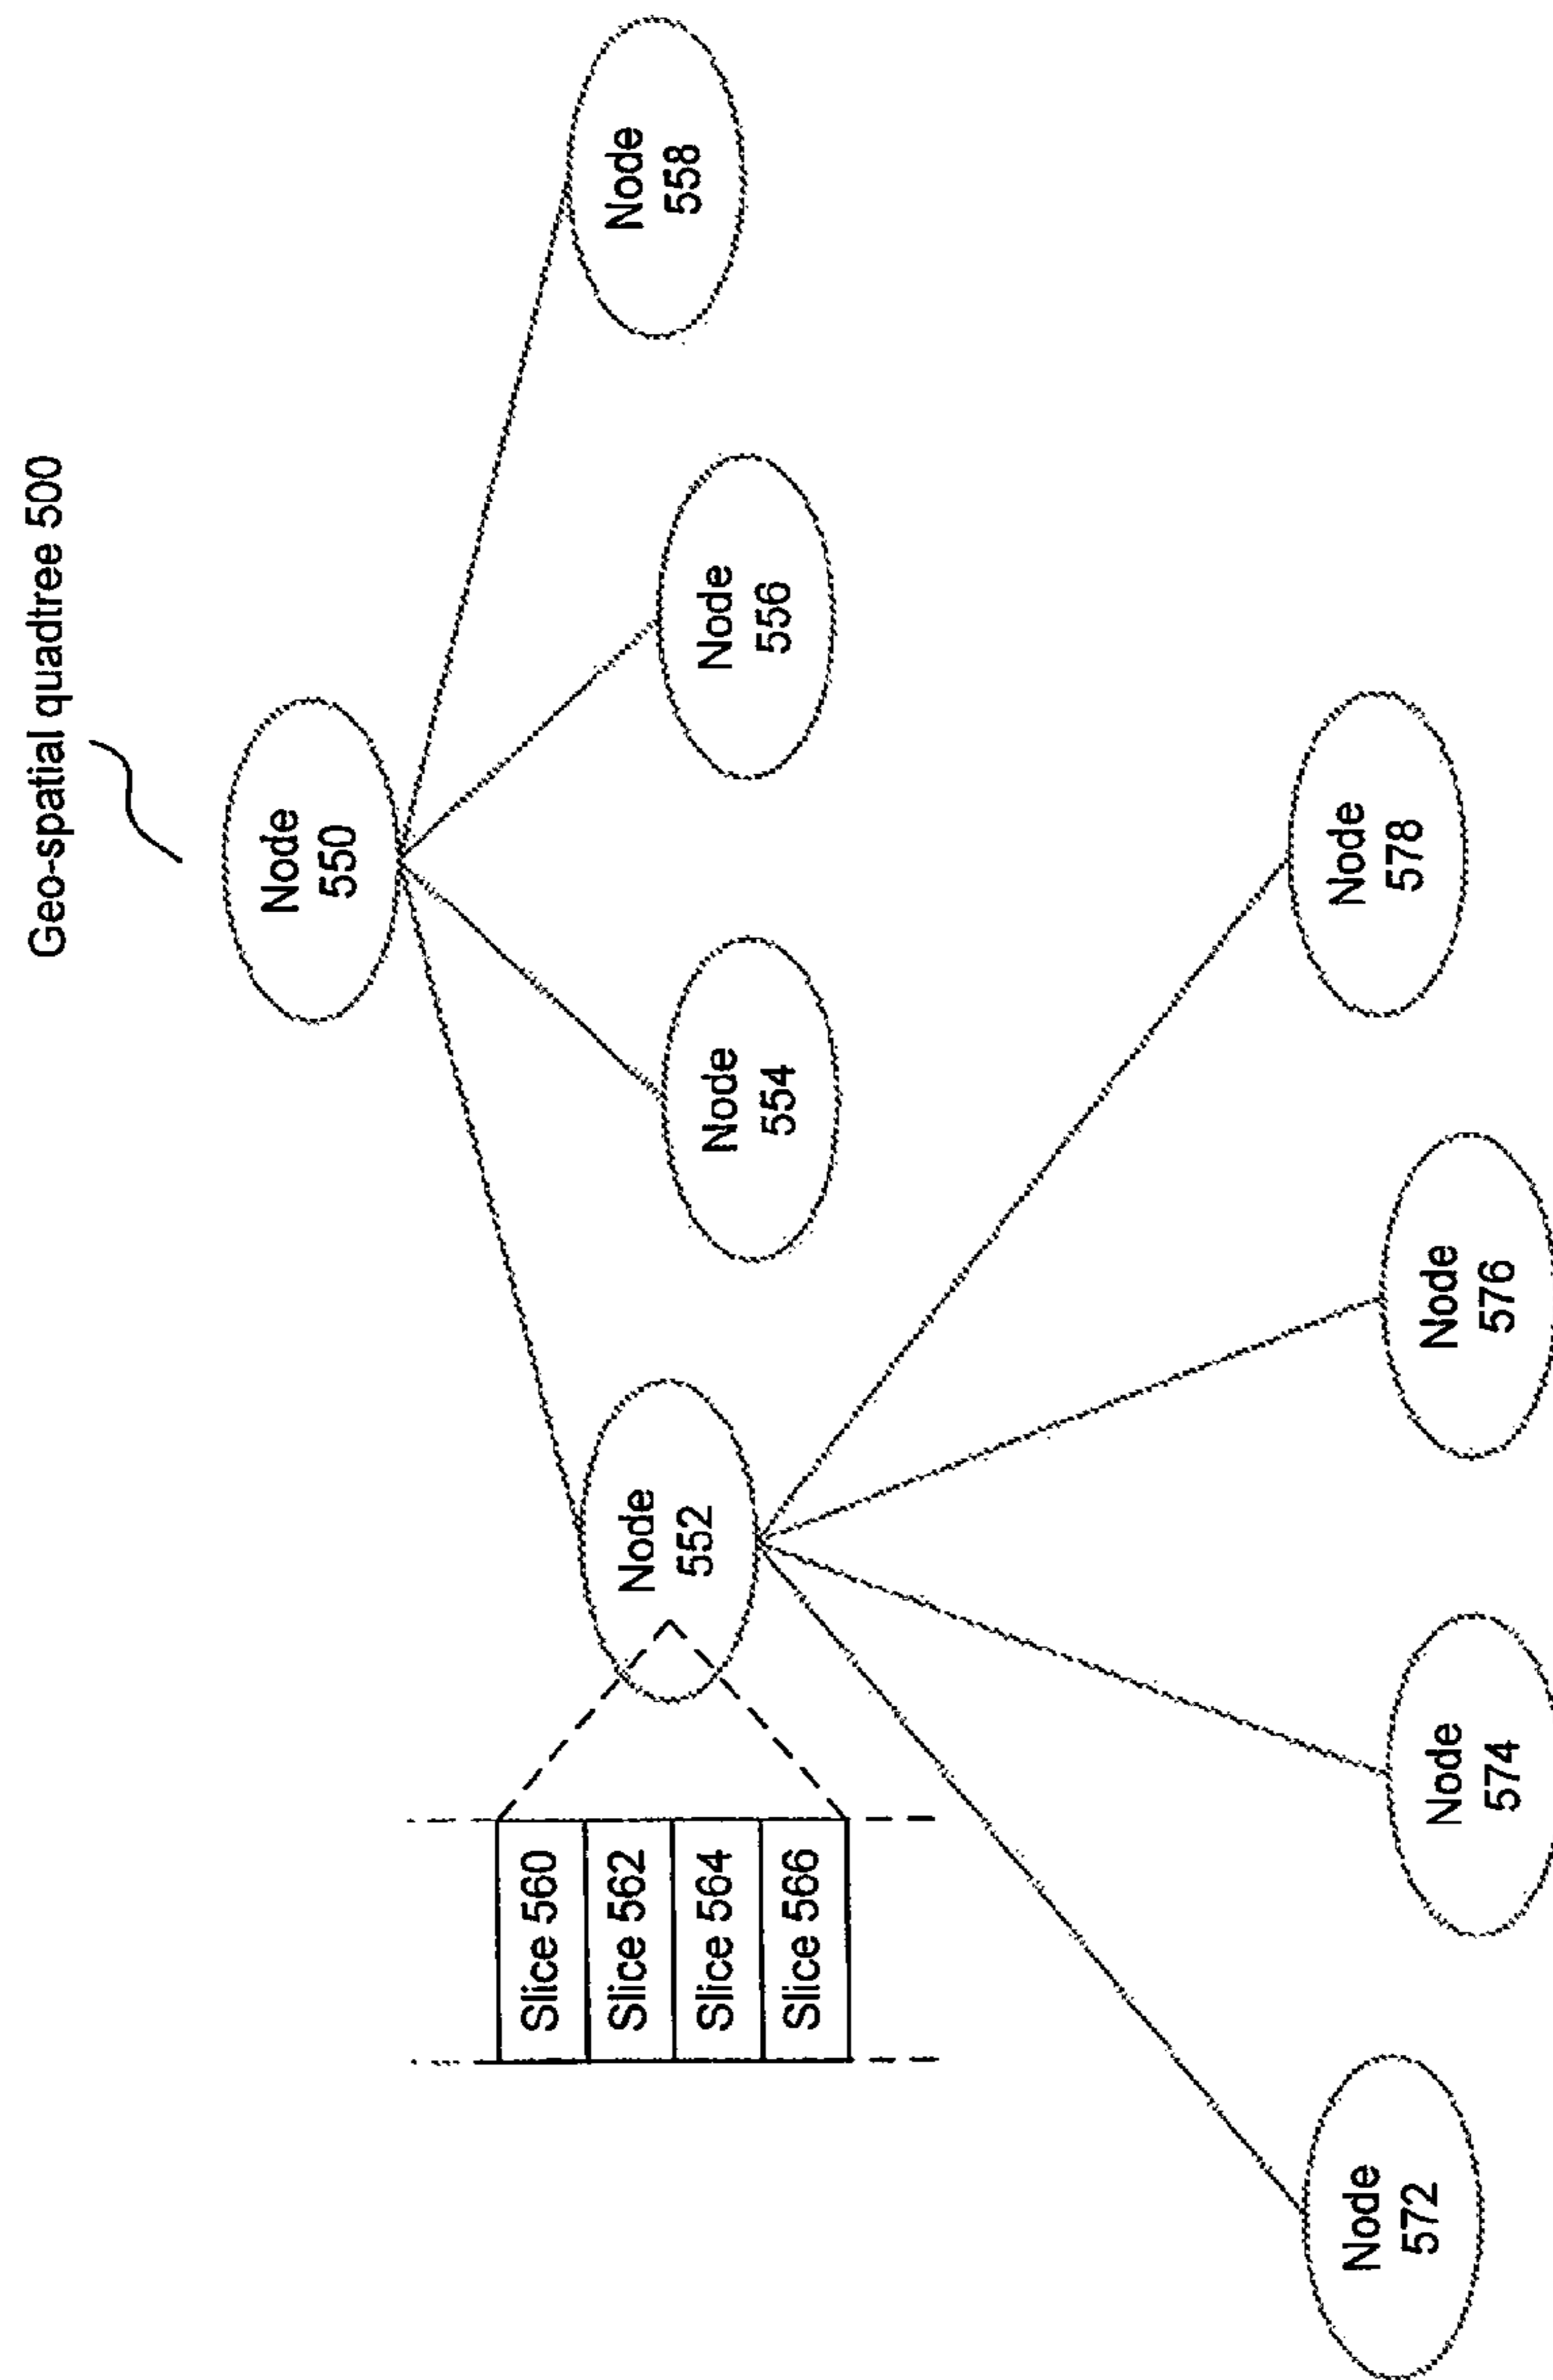 Geo-spatial quadtree 500
Node
550
Node
552
Node
554
Node
556
Node
558
Slice 560
Slice 562
Slice 564
Slice 566
Node
572
Node
574
Node
576
Node
578